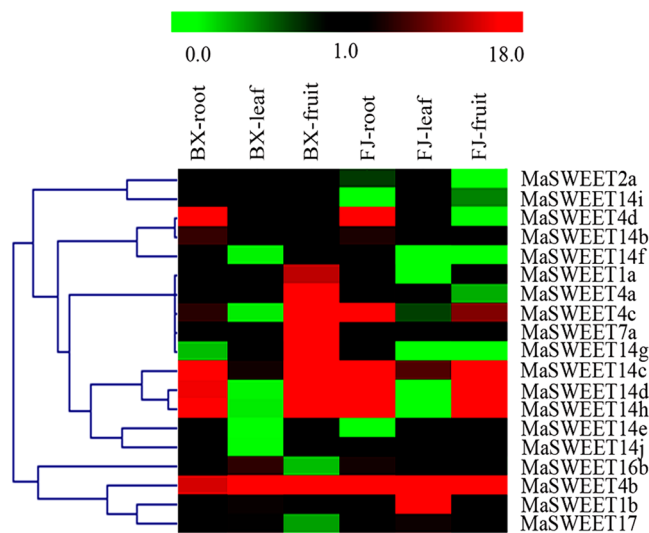 0.0 1.0 18.0
BX-root
BX-leaf
BX-fruit
FJ-root
FJ-leaf
FJ-fruit
MaSWEET2a
MaSWEET14i
MaSWEET4d
MaSWEET14b
MaSWEET14f
MaSWEET1a
MaSWEET4a
MaSWEET4c
MaSWEET7a
MaSWEET14g
MaSWEET14c
MaSWEET14d
MaSWEET14h
MaSWEET14e
MaSWEET14j
MaSWEET16b
MaSWEET4b
MaSWEET1b
MaSWEET17